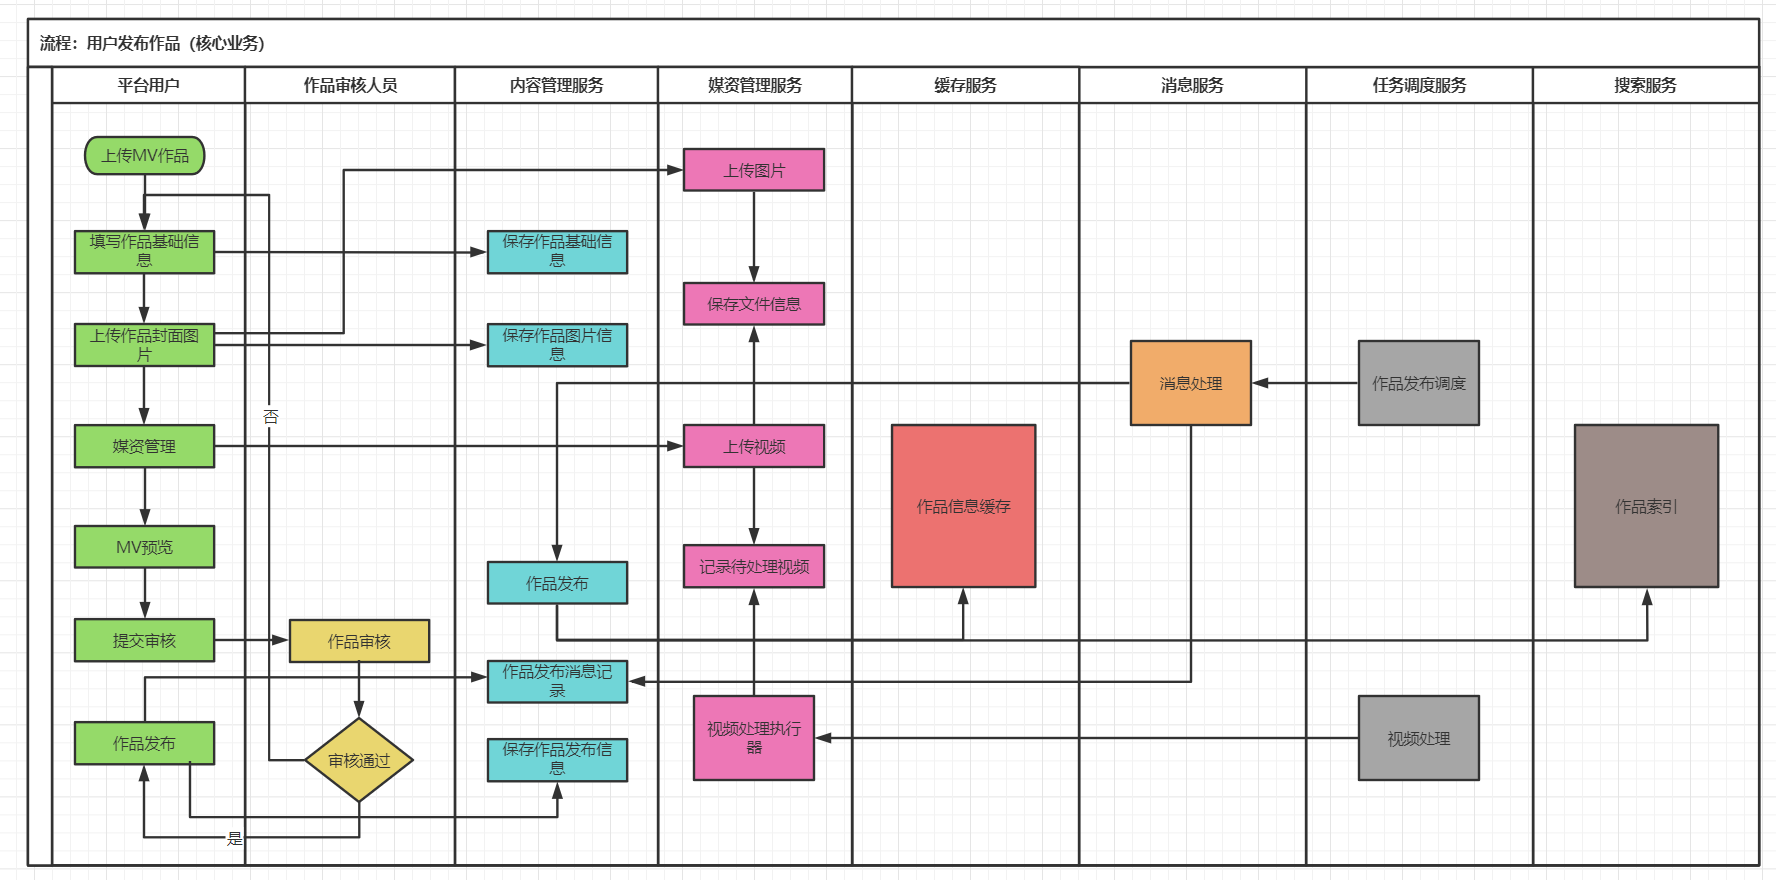 流程：用户发布作品（核心业务）
平台用户
作品审核人员
内容管理服务
媒资管理服务
缓存服务
消息服务
任务调度服务
搜索服务
上传MV作品
上传图片
填写作品基础信
息
保存作品基础信
息
保存文件信息
上传作品封面图
片
保存作品图片信
息
消息处理
作品发布调度
否
媒资管理
上传视频
作品信息缓存
作品索引
MV预览
记录待处理视频
作品发布
提交审核
作品审核
作品发布消息记
录
作品发布
审核通过
保存作品发布信
息
视频处理执行
器
视频处理
是